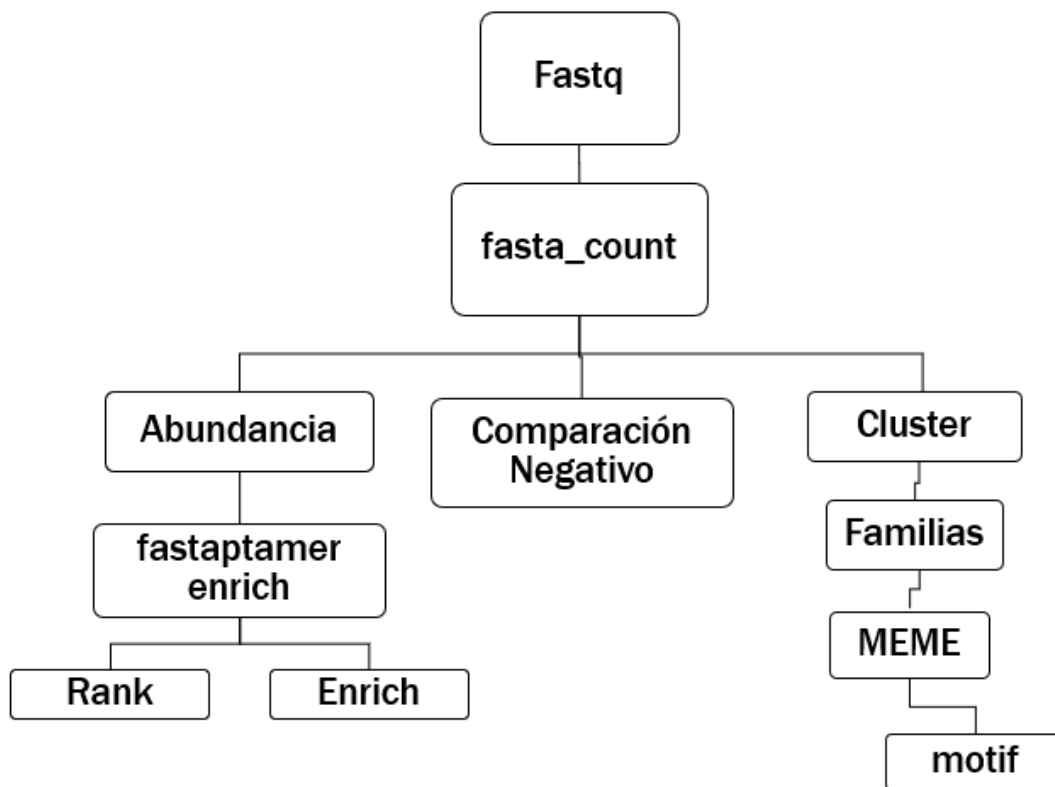 Fastq
fasta_count
Abundancia
Comparación
Negativo
Cluster
fastaptamer
enrich
Familias
MEME
Rank
Enrich
motif